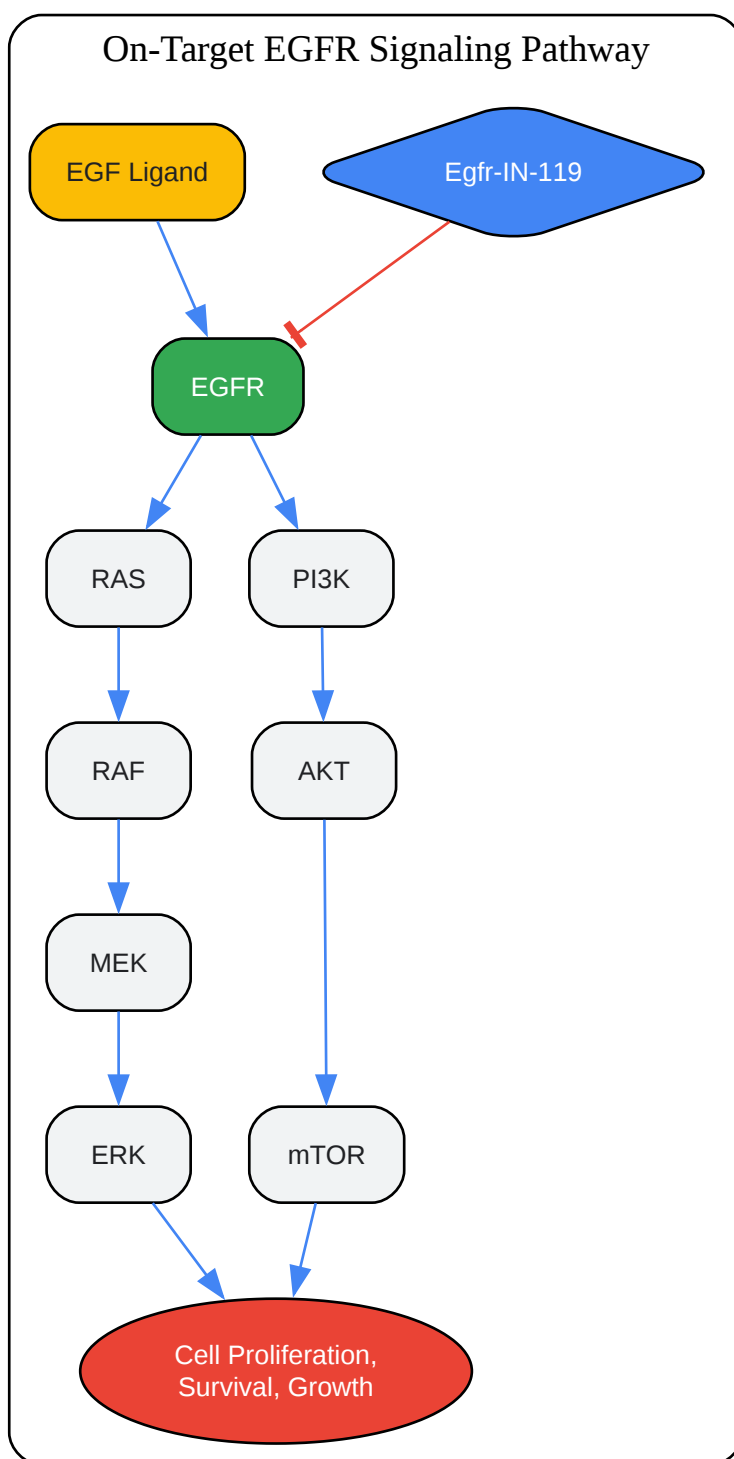 On-Target EGFR Signaling Pathway
EGF Ligand
Egfr-IN-119
EGFR
RAS
PI3K
RAF
AKT
MEK
ERK
mTOR
Cell Proliferation,
Survival, Growth